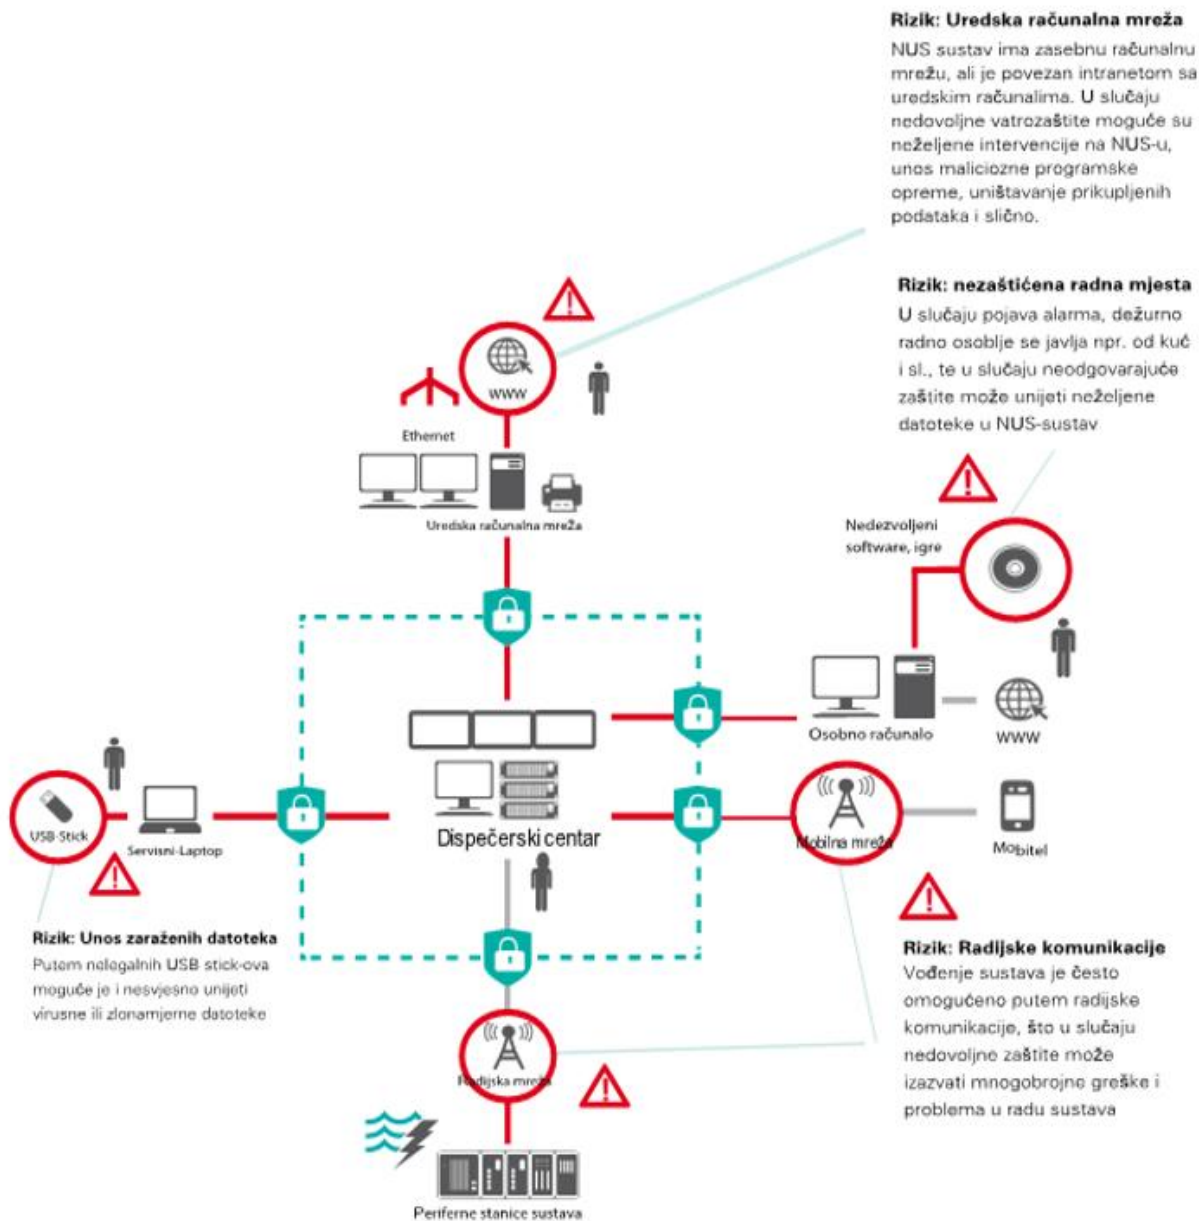 Rizik: Uredska računalna mreža
NUS sustav ima zasebnu računalnu
mrežu, ali je povezan intranetom sa
uredskim računalima. U slučaju
nedovoljne vatrozaštite moguće su
neželjene intervencije na NUS-u,
unos maliciozne programske
opreme, uništavanje prikupljenih
podataka i slično.
Rizik: nezaštićena radna mjesta
U slučaju pojava alarma, dežurno
radno osoblje se javlja npr. od kuć
i sl., te u slučaju neodgovarajuće
zaštite može unijeti neželjene
datoteke u NUS-sustav
WWW
Ethernet
Uredska računalna mreža
Nedezvoljeni
software, igre
Osobno računalo
WWW
USB-Stick
Servisni-Laptop
Dispečerski centar
Mobilna mreža
Mobitel
Rizik: Unos zaraženih datoteka
Putem nelegalnih USB stick-ova
moguće je i nesvjesno unijeti
virusne ili zlonamjerne datoteke
Rizik: Radijske komunikacije
Vođenje sustava je često
omogućeno putem radijske
komunikacije, što u slučaju
nedovoljne zaštite može
izazvati mnogobrojne greške i
problema u radu sustava
Radijska mreža
Periferne stanice sustava